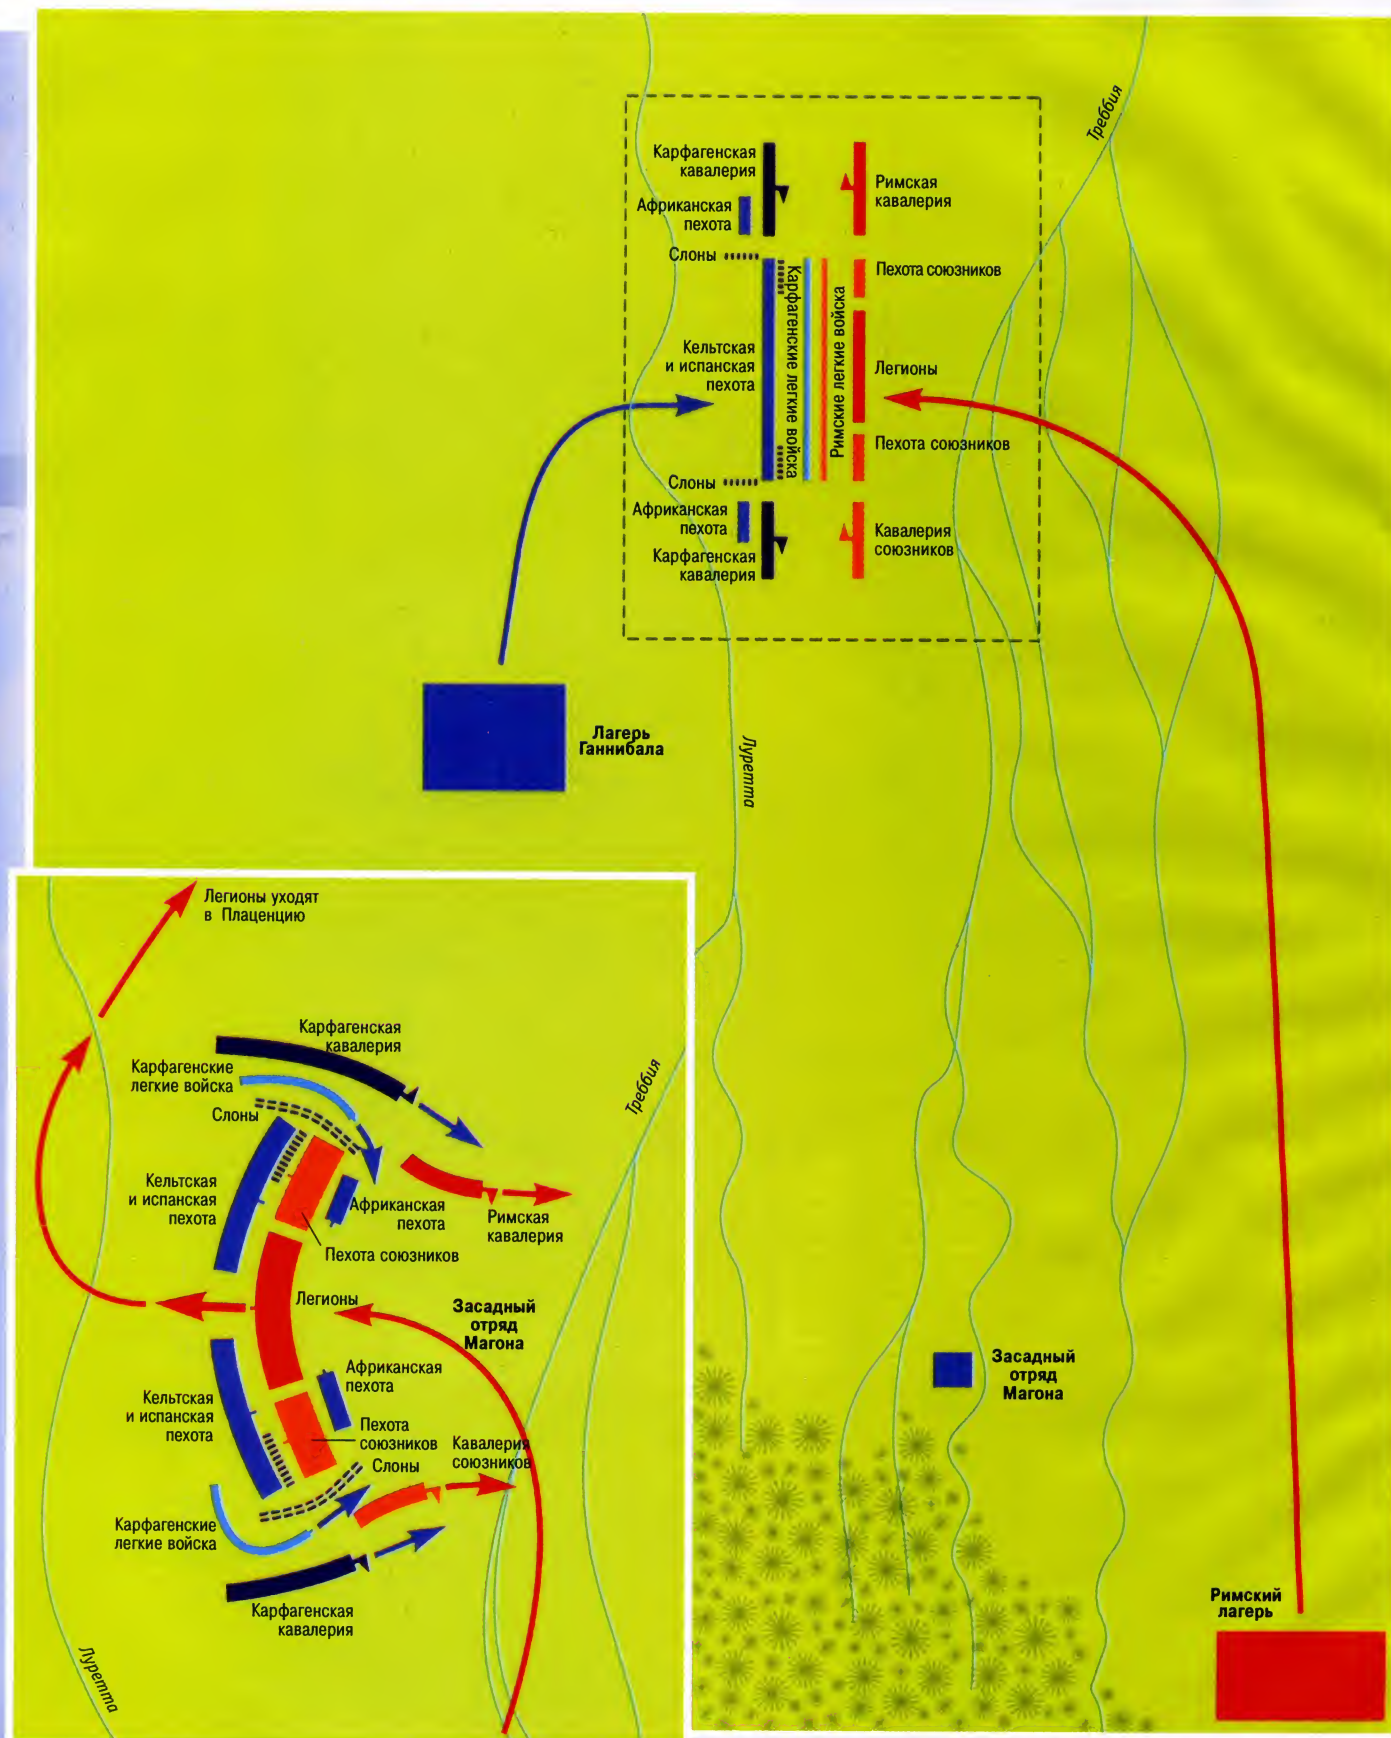 Треббия
Карфагенская
кавалерия
Римская
кавалерия
Африканская
пехота
Слоны
Пехота союзников
Карфагенские легкие войска
Римские легкие войска
Кельтская
и испанская
пехота
Легионы
Пехота союзников
Слоны
Африканская
пехота
Кавалерия
союзников
Карфагенская
кавалерия
Лагерь
Ганнибала
Луретта
Легионы уходят
в Плаценцию
Карфагенская
кавалерия
Карфагенские
легкие войска
Слоны
Треббия
Кельтская
и испанская
пехота
Африканская
пехота
Римская
кавалерия
Пехота союзников
Легионы
Засадный
отряд
Магона
Африканская
пехота
Кельтская
и испанская
пехота
Пехота
союзников
Кавалерия
союзников
Слоны
Карфагенские
легкие войска
Карфагенская
кавалерия
Луретта
Засадный
отряд
Магона
Римский
лагерь